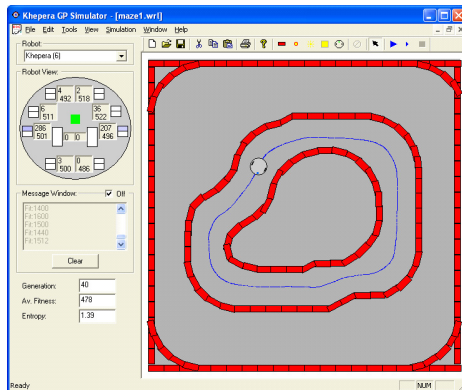 Khepera GP Simulator - [maze1.wrl]
File Edit Tools View Simulation Window Help
Robot:
Khepera (6)
Robot View:
4 2
492 518
6 36
511 522
286 207
501 0 0 496
3 0
500 486
Message Window: Off
Fit:1400
Fit:1600
Fit:1500
Fit:1440
Fit:1512
Clear
Generation: 40
Av. Fitness: 478
Entropy: 1.39
Ready NUM